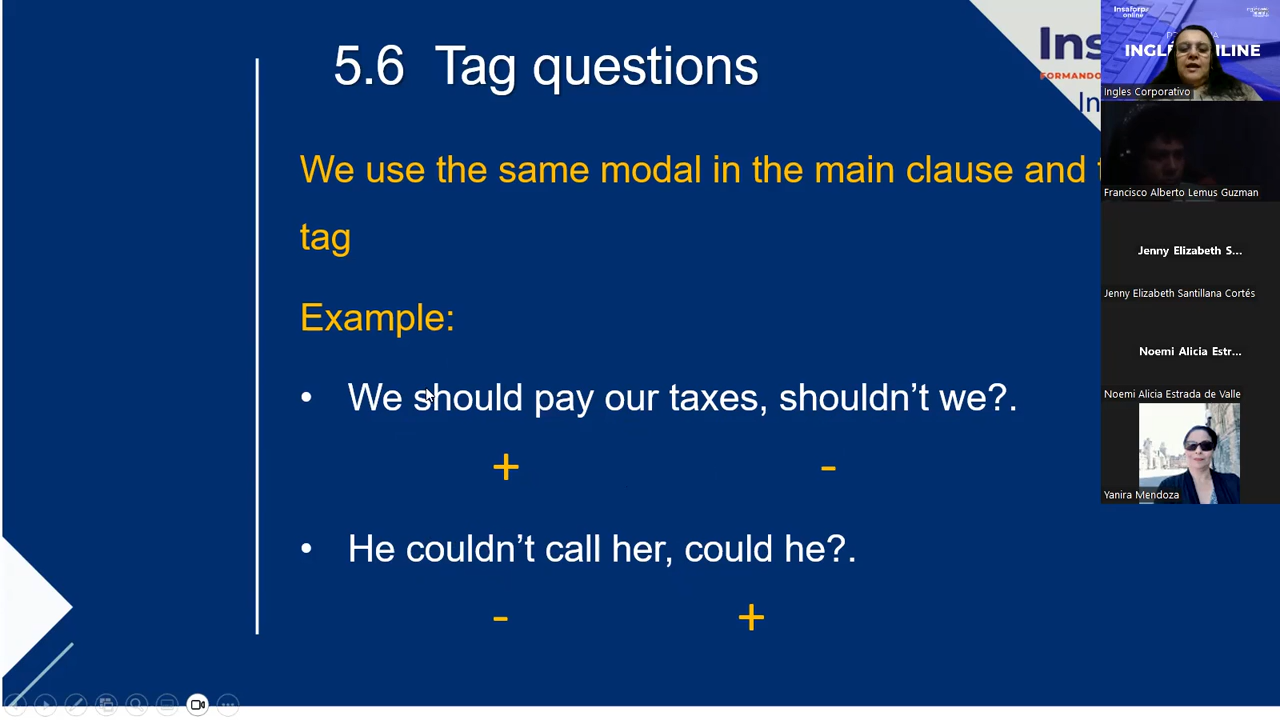 5.6 Tag questions
We use the same modal in the main clause and
tag
Example:
• We should pay our taxes, shouldn't we?.
+ -
• He couldn't call her, could he?.
- +
Ins
FORMANDO
In
Insaforp
online
INGLÉS ONLINE
Ingles Corporativo
Francisco Alberto Lemus Guzman
Jenny Elizabeth S...
Jenny Elizabeth Santillana Cortés
Noemi Alicia Estr...
Noemi Alicia Estrada de Valle
Yanira Mendoza